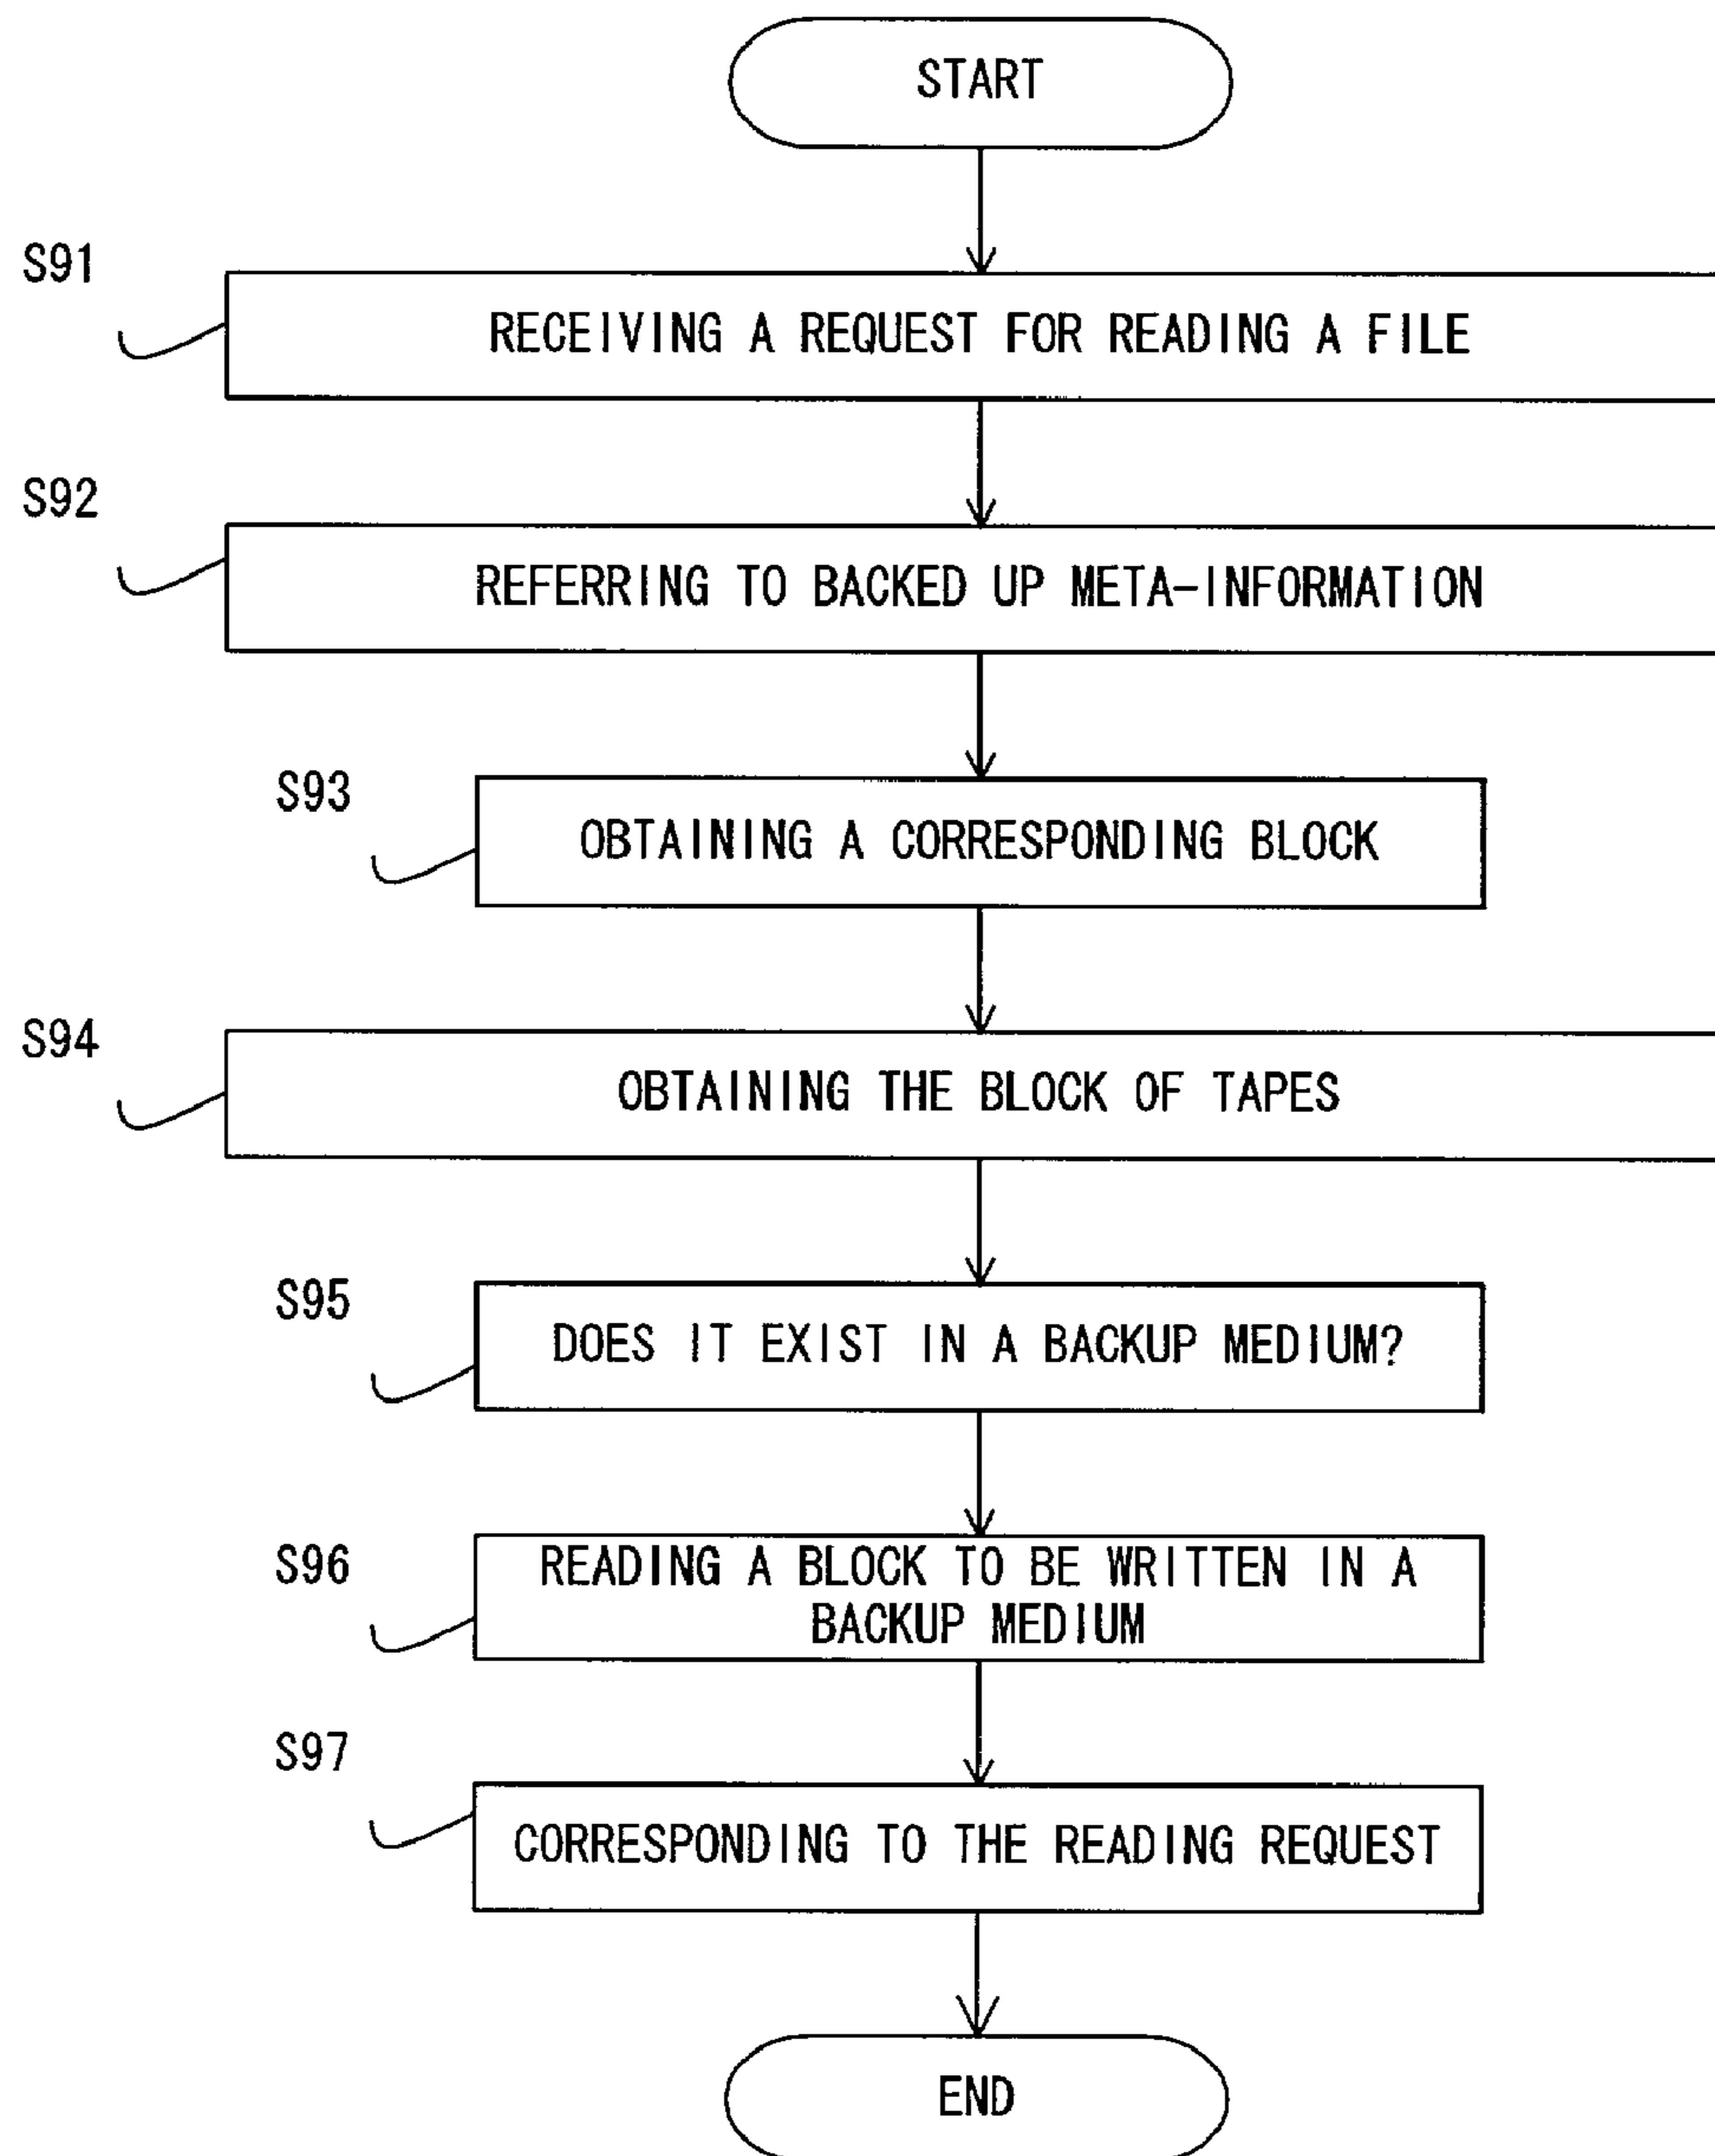 START
S91
RECEIVING A REQUEST FOR READING A FILE
S92
REFERRING TO BACKED UP META-INFORMATION
S93
OBTAINING A CORRESPONDING BLOCK
S94
OBTAINING THE BLOCK OF TAPES
S95
DOES IT EXIST IN A BACKUP MEDIUM?
S96
READING A BLOCK TO BE WRITTEN IN A
BACKUP MEDIUM
S97
CORRESPONDING TO THE READING REQUEST
END